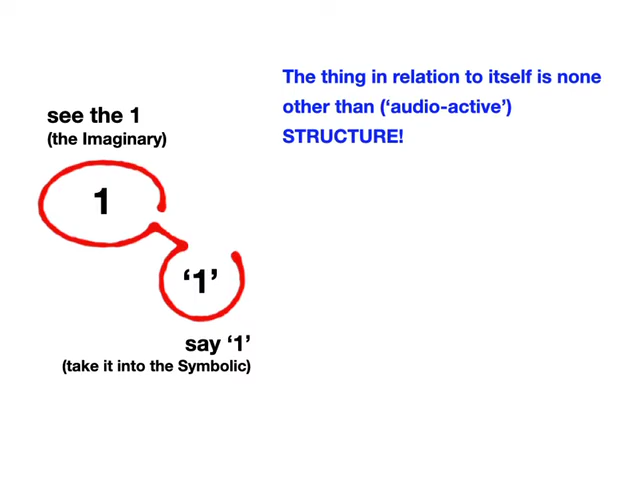 The thing in relation to itself is none
other than (‘audio-active’)
STRUCTURE!
see the 1
(the Imaginary)
1
‘1’
say ‘1’
(take it into the Symbolic)